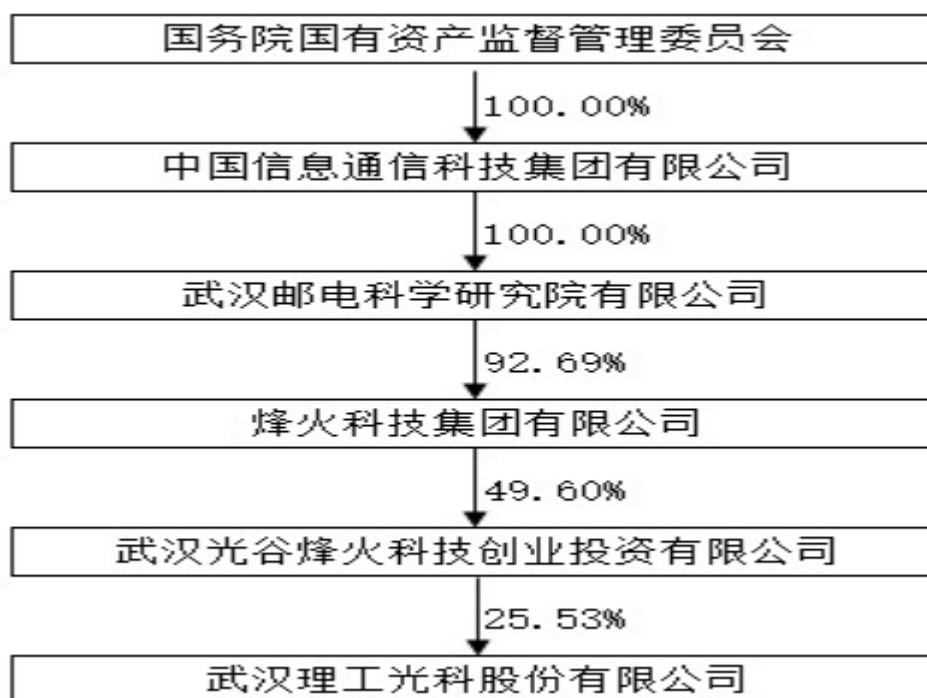 国务院国有资产监督管理委员会
100.00%
中国信息通信科技集团有限公司
100.00%
武汉邮电科学研究院有限公司
92.69%
烽火科技集团有限公司
49.60%
武汉光谷烽火科技创业投资有限公司
25.53%
武汉理工光科股份有限公司